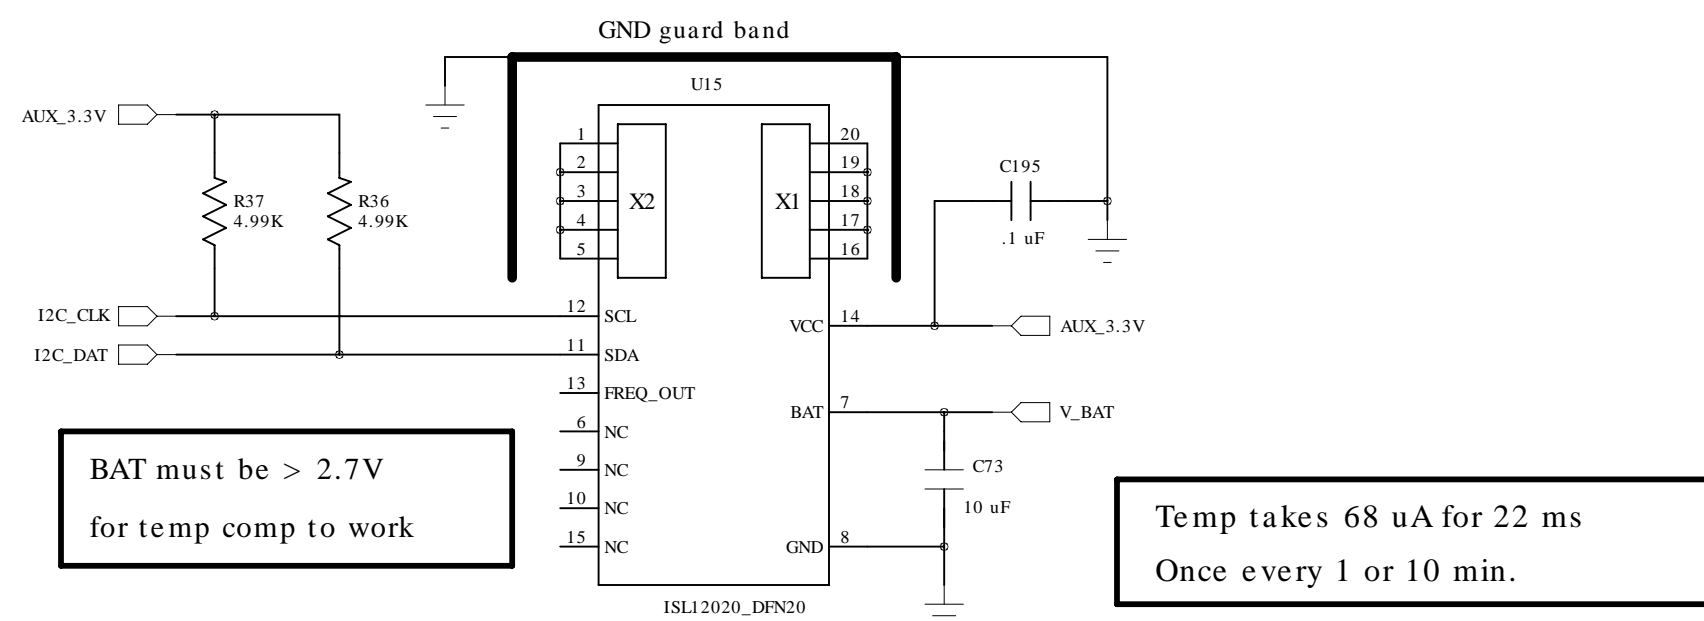 GND guard band
U15
AUX_3.3V
1
20
2
19
C195
3
18
R37
R36
X2
X1
4.99K
4.99K
4
17
.1 uF
5
16
I2C_CLK
12
SCL
14
VCC
AUX_3.3V
I2C_DAT
11
SDA
13
FREQ_OUT
7
BAT
V_BAT
6
NC
BAT must be > 2.7V
for temp comp to work
9
NC
C73
10 uF
10
NC
15
NC
8
GND
Temp takes 68 uA for 22 ms
Once every 1 or 10 min.
ISL12020_DFN20